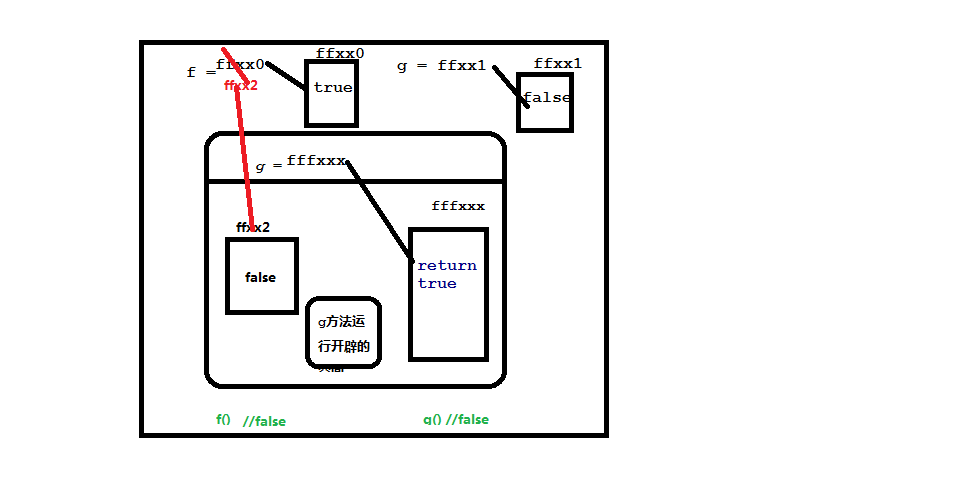 f = ffxx0
ffxx2
ffxx0
true
g = ffxx1
ffxx1
false
g = fffxxx
fffxxx
return
true
ffxx2
false
g方法运
行开辟的
f() //false
g() //false